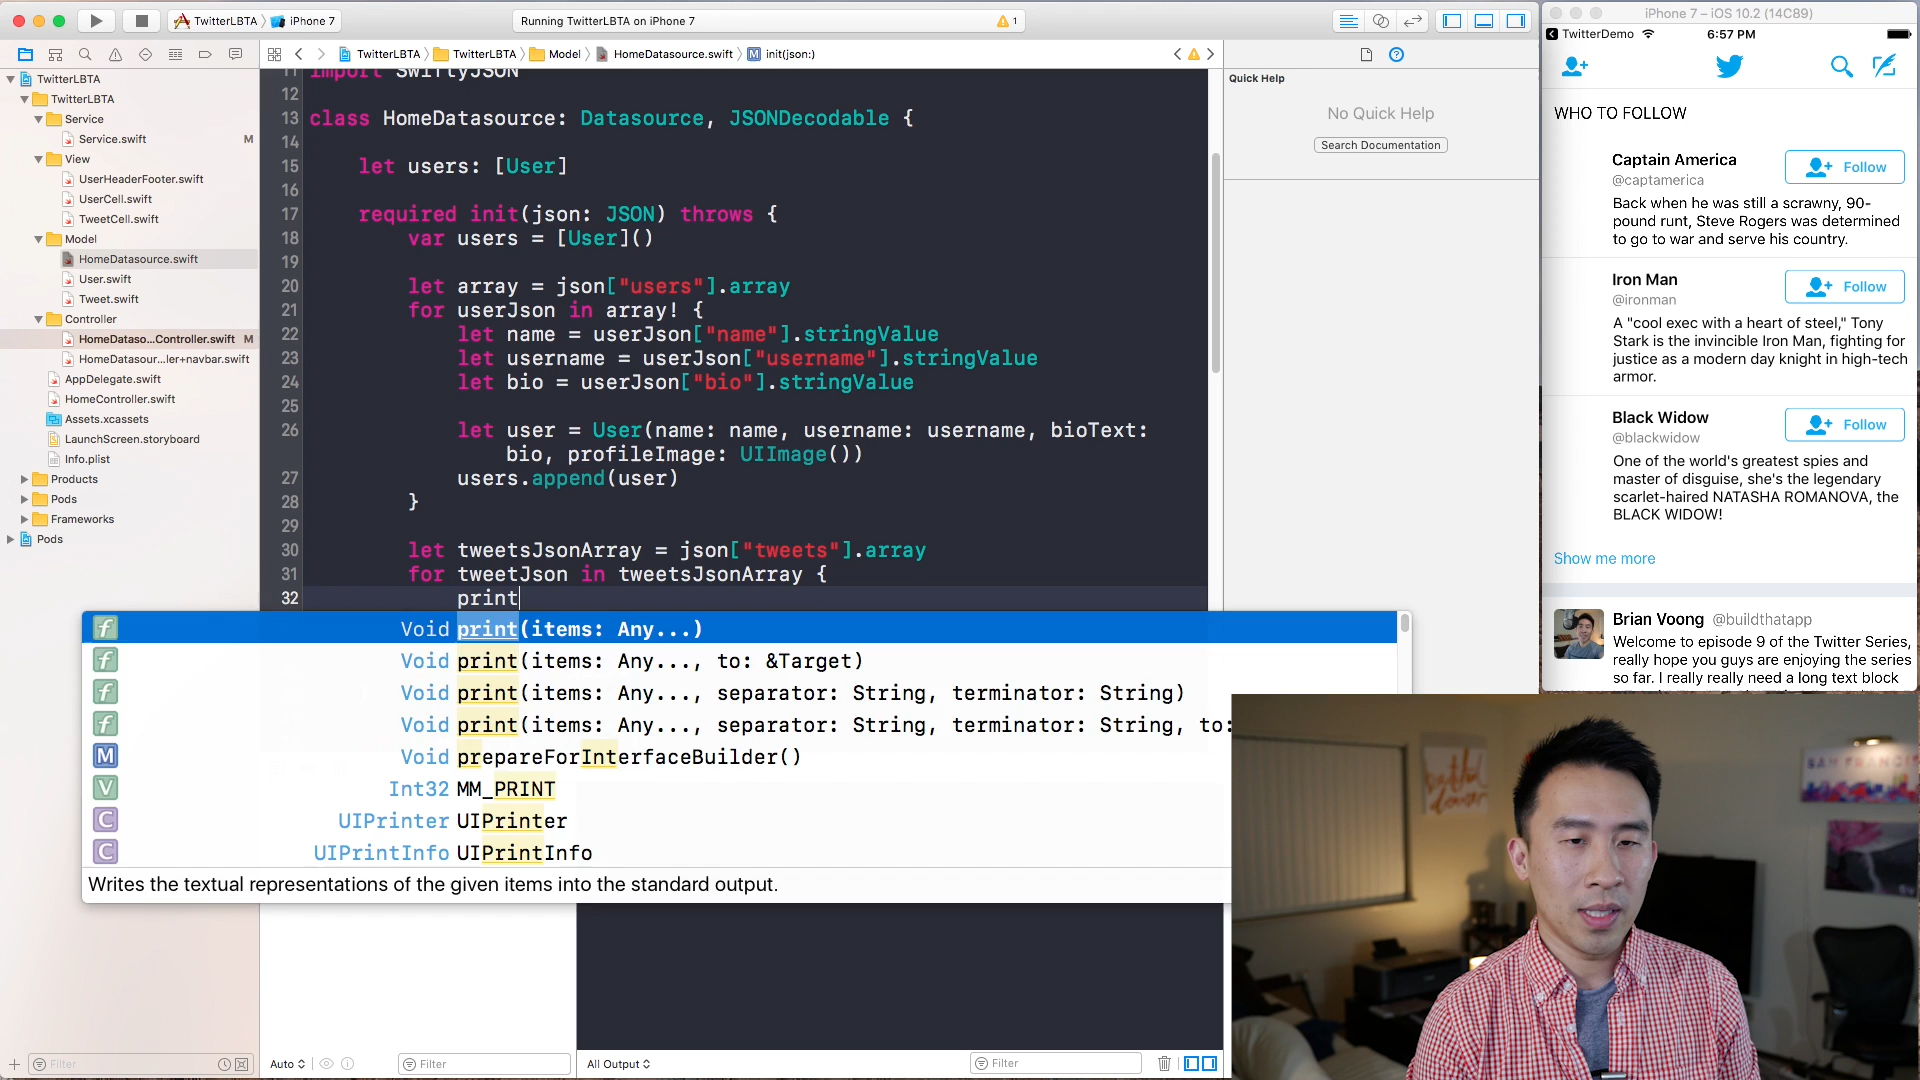 TwitterLBTA
iPhone 7
Running TwitterLBTA on iPhone 7
1
TwitterLBTA
TwitterLBTA
Model
HomeDatasource.swift
M
init(json:)
TwitterLBTA
TwitterLBTA
Service
Service.swift
M
View
UserHeaderFooter.swift
UserCell.swift
TweetCell.swift
Model
HomeDatasource.swift
User.swift
Tweet.swift
Controller
HomeDataso...Controller.swift
M
HomeDatasour...ler+navbar.swift
AppDelegate.swift
HomeController.swift
Assets.xcassets
LaunchScreen.storyboard
Info.plist
Products
Pods
Frameworks
Pods
Filter
11 import SwiftyJSON
12
13 class HomeDatasource: Datasource, JSONDecodable {
14
15 let users: [User]
16
17 required init(json: JSON) throws {
18 var users = [User]()
19
20 let array = json["users"].array
21 for userJson in array! {
22 let name = userJson["name"].stringValue
23 let username = userJson["username"].stringValue
24 let bio = userJson["bio"].stringValue
25
26 let user = User(name: name, username: username, bioText:
bio, profileImage: UIImage())
27 users.append(user)
28 }
29
30 let tweetsJsonArray = json["tweets"].array
31 for tweetJson in tweetsJsonArray {
32 print
f Void print(items: Any...)
f Void print(items: Any..., to: &Target)
f Void print(items: Any..., separator: String, terminator: String)
f Void print(items: Any..., separator: String, terminator: String, to:
M Void prepareForInterfaceBuilder()
V Int32 MM_PRINT
C UIPrinter UIPrinter
C UIPrintInfo UIPrintInfo
Writes the textual representations of the given items into the standard output.
Auto
Filter
All Output
Filter
Quick Help
No Quick Help
Search Documentation
iPhone 7 – iOS 10.2 (14C89)
TwitterDemo
6:57 PM
WHO TO FOLLOW
Captain America
@captamerica
Follow
Back when he was still a scrawny, 90-
pound runt, Steve Rogers was determined
to go to war and serve his country.
Iron Man
@ironman
Follow
A "cool exec with a heart of steel," Tony
Stark is the invincible Iron Man, fighting for
justice as a modern day knight in high-tech
armor.
Black Widow
@blackwidow
Follow
One of the world's greatest spies and
master of disguise, she's the legendary
scarlet-haired NATASHA ROMANOVA, the
BLACK WIDOW!
Show me more
Brian Voong @buildthatapp
Welcome to episode 9 of the Twitter Series,
really hope you guys are enjoying the series
so far. I really really need a long text block